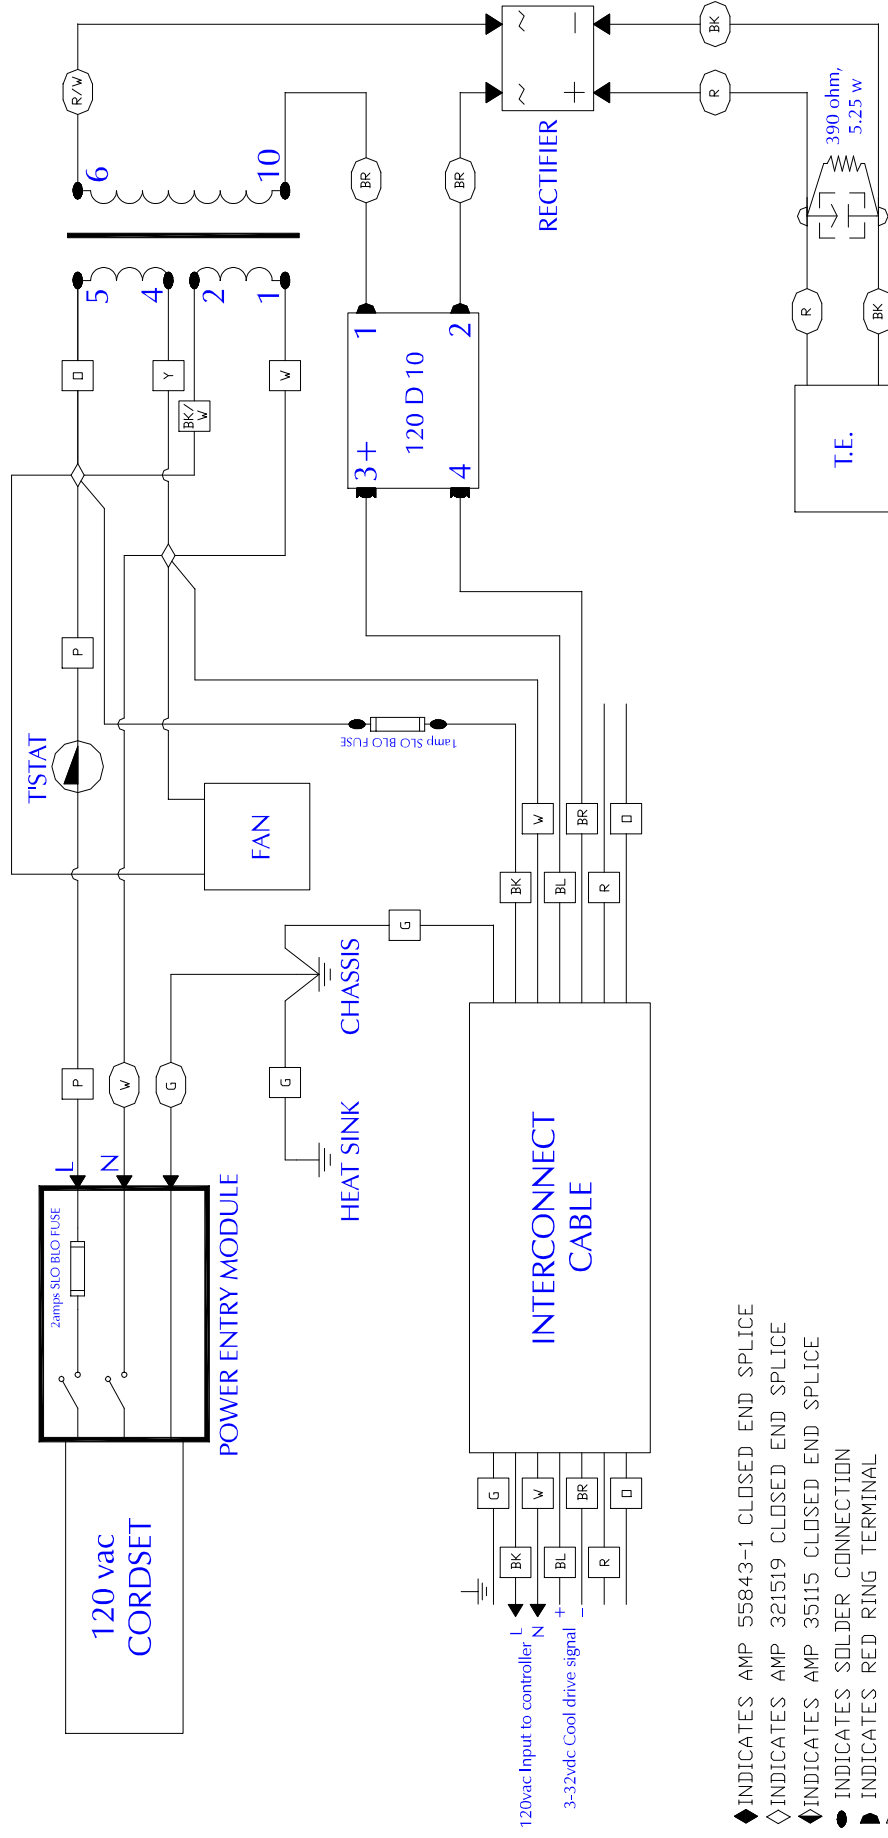 120 vac
CORDSET
2amps SLO BLO FUSE
POWER ENTRY MODULE
L
N
P
W
G
G
HEAT SINK
CHASSIS
G
T'STAT
P
FAN
1amp SLO BLO FUSE
O
Y
BK/
W
W
5
4
2
1
6
10
R/W
BR
BR
1
2
120 D 10
3+
4
RECTIFIER
~
~
–
+
BK
R
390 ohm,
5.25 w
R
BK
T.E.
INTERCONNECT
CABLE
BK
W
BL
BR
R
O
G
BK
W
BL
BR
R
O
L
N
120vac Input to controller
+
–
3-32vdc Cool drive signal
INDICATES AMP 55843-1 CLOSED END SPLICE
INDICATES AMP 321519 CLOSED END SPLICE
INDICATES AMP 35115 CLOSED END SPLICE
INDICATES SOLDER CONNECTION
INDICATES RED RING TERMINAL